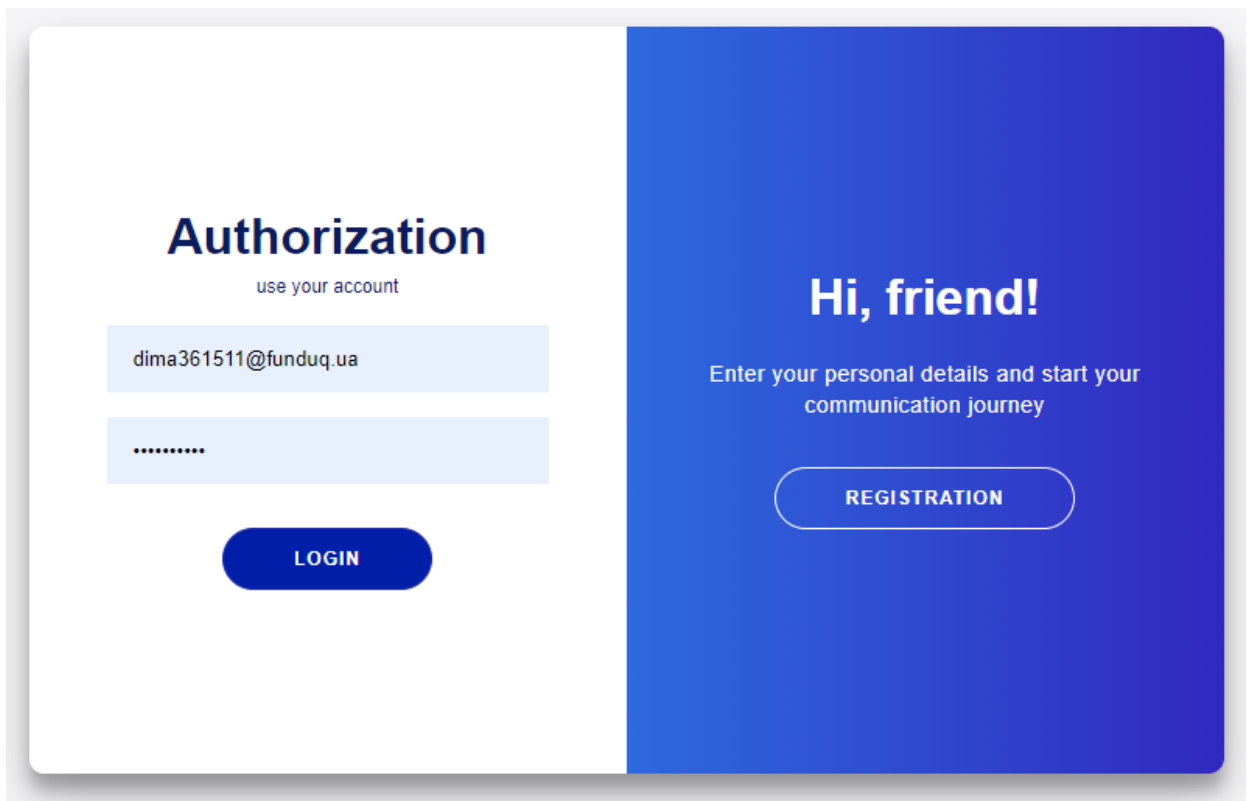 Authorization
use your account
dima361511@funduq.ua
••••••••••
LOGIN
Hi, friend!
Enter your personal details and start your
communication journey
REGISTRATION